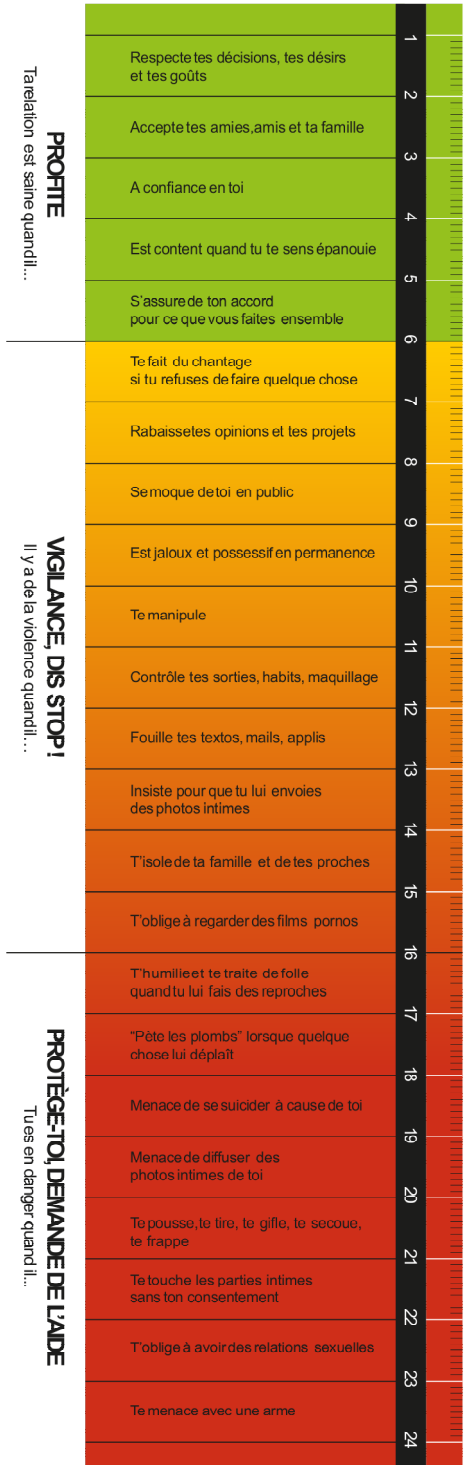 PROFITE
Ta relation est saine quand il...
1
Respecte tes décisions, tes désirs
et tes goûts
2
Accepte tes amies, amis et ta famille
3
A confiance en toi
4
Est content quand tu te sens épanouie
5
S'assure de ton accord
pour ce que vous faites ensemble
6
VIGILANCE, DIS STOP !
Il y a de la violence quand il...
Te fait du chantage
si tu refuses de faire quelque chose
7
Rabaisse tes opinions et tes projets
8
Se moque de toi en public
9
Est jaloux et possessif en permanence
10
Te manipule
11
Contrôle tes sorties, habits, maquillage
12
Fouille tes textos, mails, applis
13
Insiste pour que tu lui envoies
des photos intimes
14
T'isole de ta famille et de tes proches
15
T'oblige à regarder des films pornos
16
PROTÈGE-TOI, DEMANDE DE L'AIDE
Tu es en danger quand il...
T'humilie et te traite de folle
quand tu lui fais des reproches
17
"Pète les plombs" lorsque quelque
chose lui déplaît
18
Menace de se suicider à cause de toi
19
Menace de diffuser des
photos intimes de toi
20
Te pousse, te tire, te gifle, te secoue,
te frappe
21
Te touche les parties intimes
sans ton consentement
22
T'oblige à avoir des relations sexuelles
23
Te menace avec une arme
24